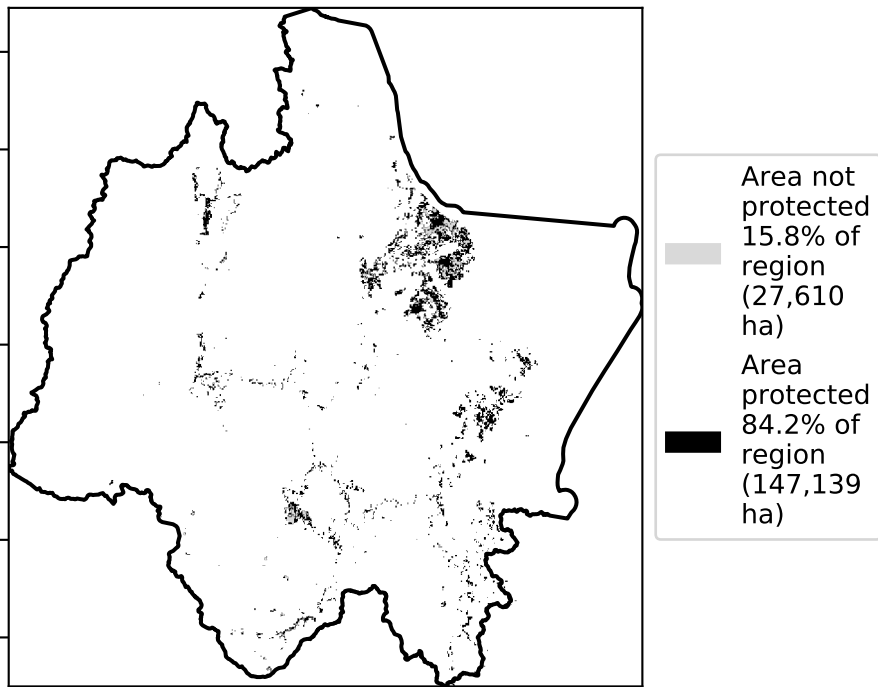 Area not
protected
15.8% of
region
(27,610
ha)
Area
protected
84.2% of
region
(147,139
ha)